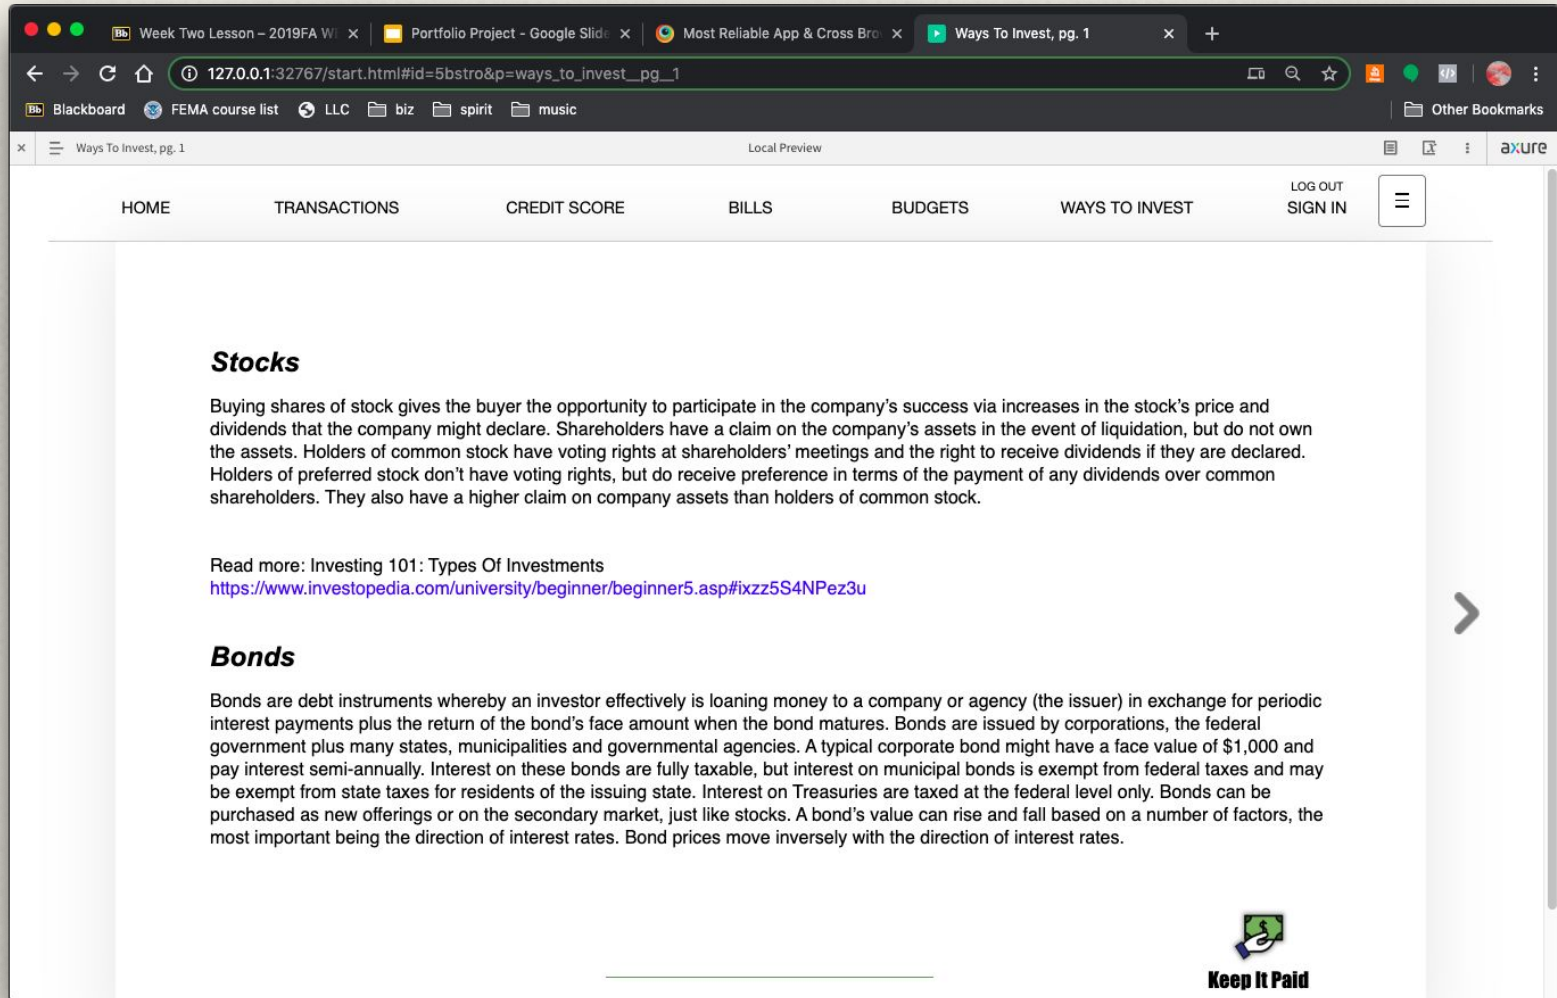 Week Two Lesson – 2019FA W
Portfolio Project - Google Slide
Most Reliable App & Cross Bro
Ways To Invest, pg. 1
127.0.0.1:32767/start.html#id=5bstro&p=ways_to_invest__pg__1
Bb Blackboard
FEMA course list
LLC
biz
spirit
music
Other Bookmarks
Ways To Invest, pg. 1
Local Preview
axure
LOG OUT
HOME
TRANSACTIONS
CREDIT SCORE
BILLS
BUDGETS
WAYS TO INVEST
SIGN IN
Stocks
Buying shares of stock gives the buyer the opportunity to participate in the company’s success via increases in the stock’s price and
dividends that the company might declare. Shareholders have a claim on the company’s assets in the event of liquidation, but do not own
the assets. Holders of common stock have voting rights at shareholders’ meetings and the right to receive dividends if they are declared.
Holders of preferred stock don’t have voting rights, but do receive preference in terms of the payment of any dividends over common
shareholders. They also have a higher claim on company assets than holders of common stock.
Read more: Investing 101: Types Of Investments
https://www.investopedia.com/university/beginner/beginner5.asp#ixzz5S4NPez3u
Bonds
Bonds are debt instruments whereby an investor effectively is loaning money to a company or agency (the issuer) in exchange for periodic
interest payments plus the return of the bond’s face amount when the bond matures. Bonds are issued by corporations, the federal
government plus many states, municipalities and governmental agencies. A typical corporate bond might have a face value of $1,000 and
pay interest semi-annually. Interest on these bonds are fully taxable, but interest on municipal bonds is exempt from federal taxes and may
be exempt from state taxes for residents of the issuing state. Interest on Treasuries are taxed at the federal level only. Bonds can be
purchased as new offerings or on the secondary market, just like stocks. A bond’s value can rise and fall based on a number of factors, the
most important being the direction of interest rates. Bond prices move inversely with the direction of interest rates.
$
Keep It Paid